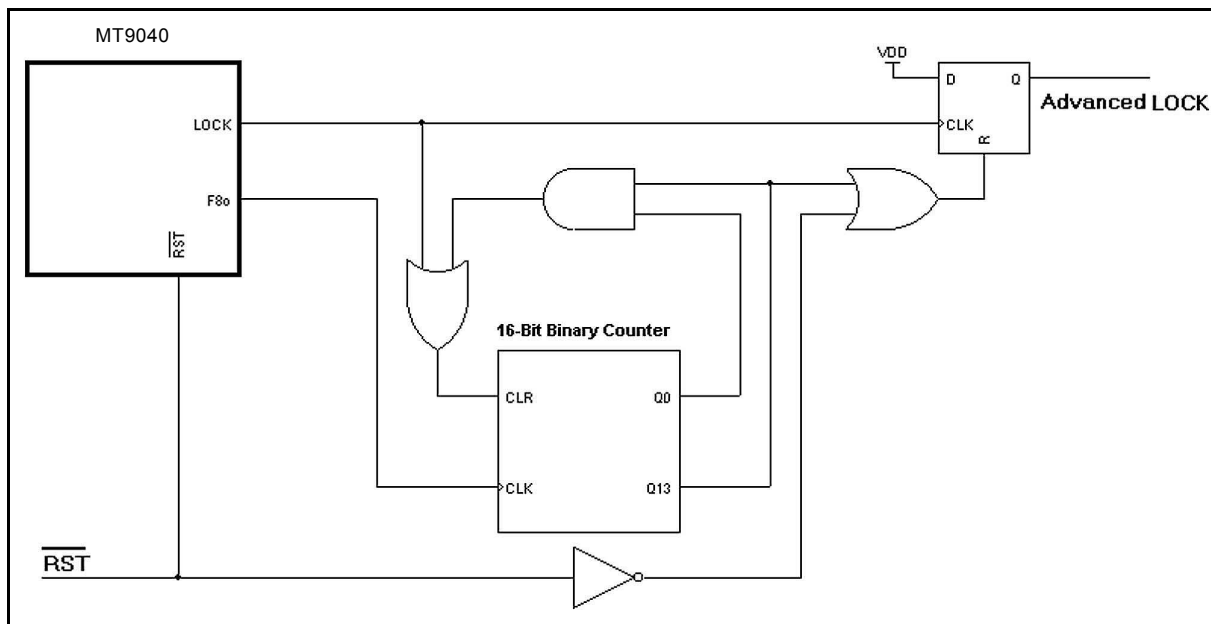 MT9040
VDD
D
Q
Advanced LOCK
LOCK
CLK
R
F8o
RST
16-Bit Binary Counter
CLR
Q0
CLK
Q13
RST